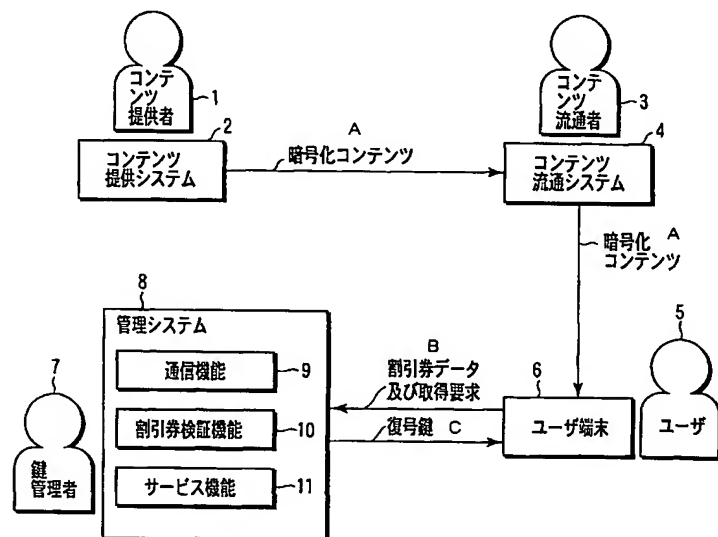 コンテ
ンツ
提供者
1
2
コンテンツ
提供システム
A
暗号化コンテンツ
コンテ
ンツ
流通者
3
4
コンテンツ
流通システム
暗号化 A
コンテンツ
8
管理システム
通信機能
9
割引券検証機能
10
サービス機能
11
7
鍵
管理者
B
割引券データ
及び取得要求
復号鍵 C
6
ユーザ端末
5
ユーザ